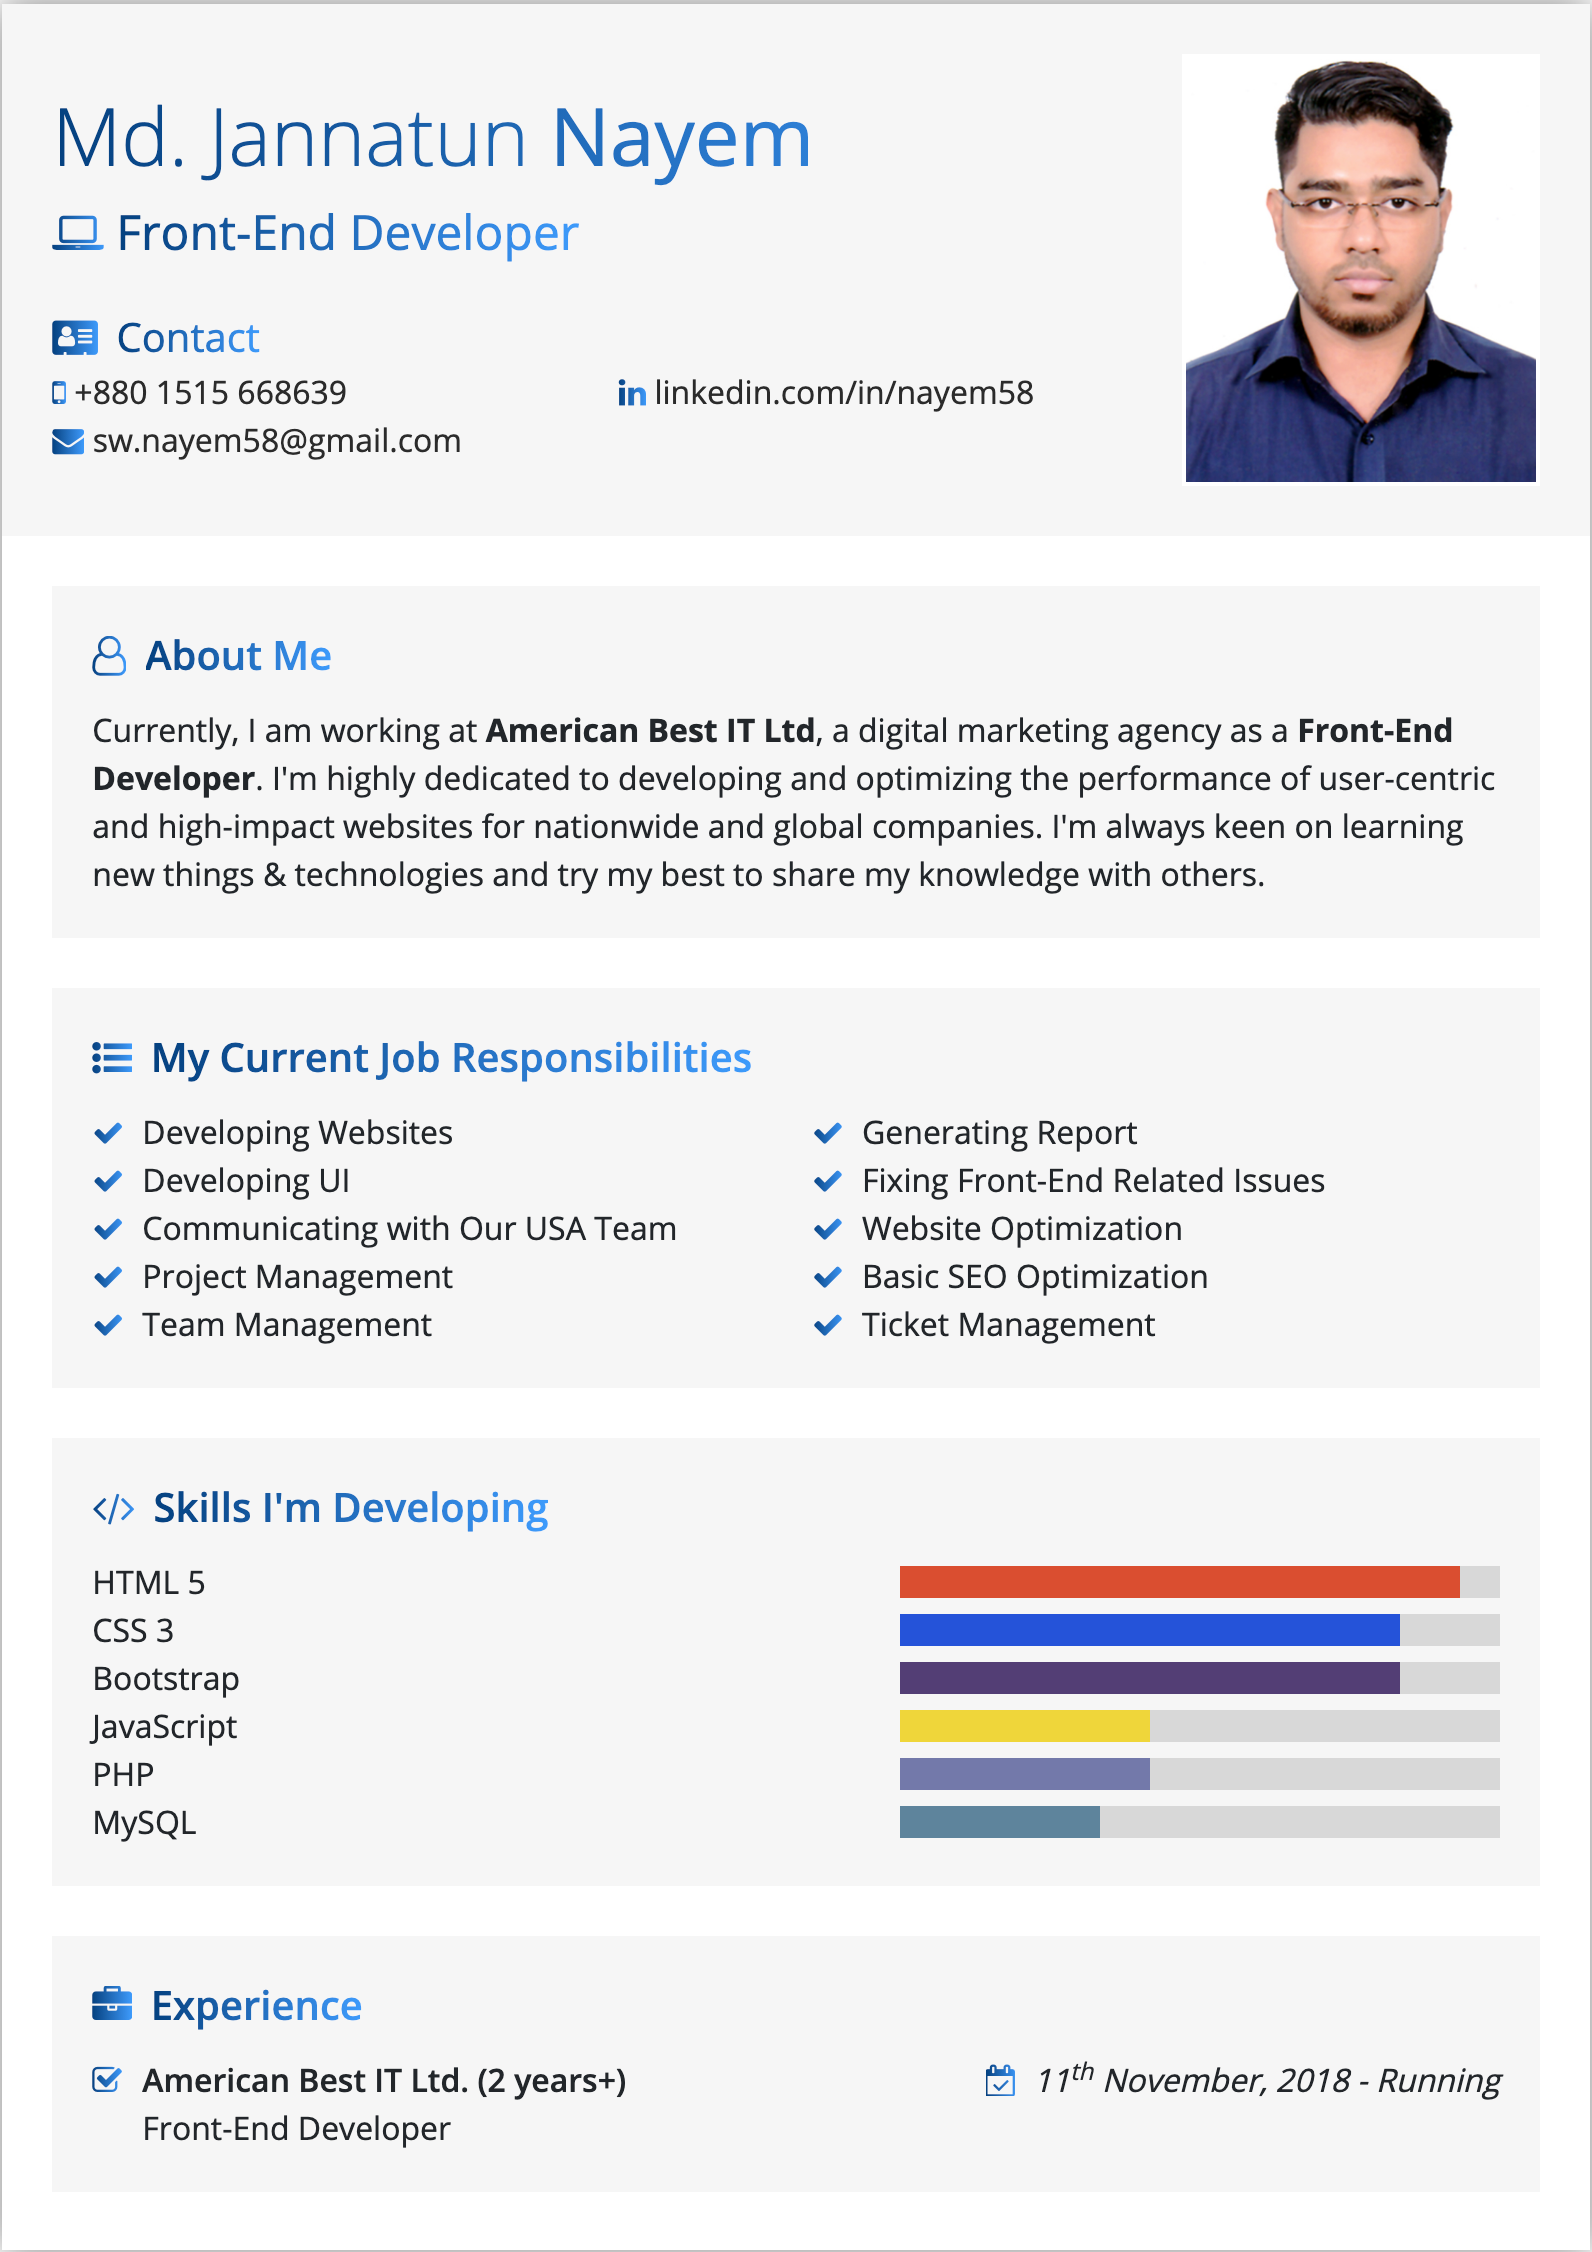 Md. Jannatun Nayem
Front-End Developer
Contact
+880 1515 668639
linkedin.com/in/nayem58
sw.nayem58@gmail.com
About Me
Currently, I am working at American Best IT Ltd, a digital marketing agency as a Front-End
Developer. I'm highly dedicated to developing and optimizing the performance of user-centric
and high-impact websites for nationwide and global companies. I'm always keen on learning
new things & technologies and try my best to share my knowledge with others.
My Current Job Responsibilities
Developing Websites
Developing UI
Communicating with Our USA Team
Project Management
Team Management
Generating Report
Fixing Front-End Related Issues
Website Optimization
Basic SEO Optimization
Ticket Management
</> Skills I'm Developing
HTML 5
CSS 3
Bootstrap
JavaScript
PHP
MySQL
Experience
American Best IT Ltd. (2 years+)
11th November, 2018 - Running
Front-End Developer